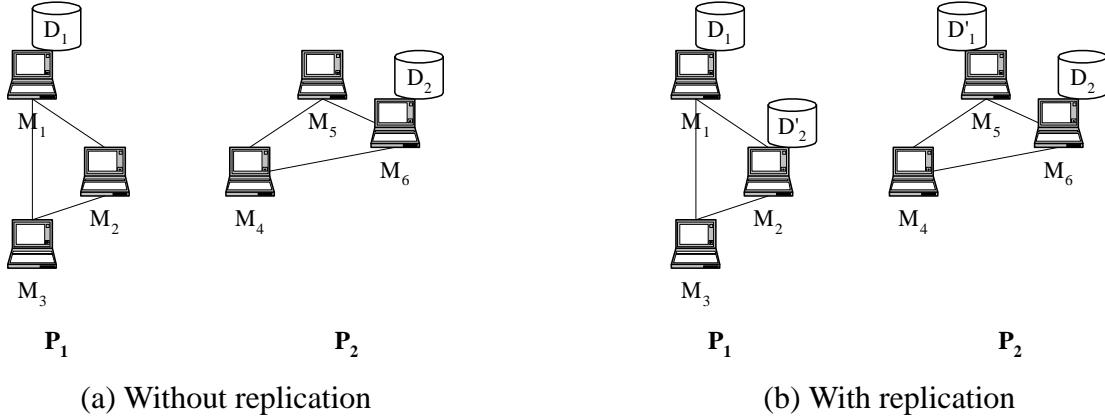 D₁
M₁
M₂
M₃
P₁
D₂
M₅
M₆
M₄
P₂
(a) Without replication
D₁
M₁
D'₂
M₂
M₃
P₁
D'₁
D₂
M₅
M₆
M₄
P₂
(b) With replication